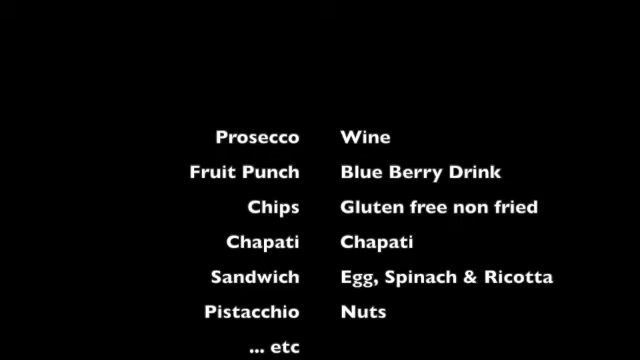 Prosecco Wine
Fruit Punch Blue Berry Drink
Chips Gluten free non fried
Chapati Chapati
Sandwich Egg, Spinach & Ricotta
Pistacchio Nuts
... etc